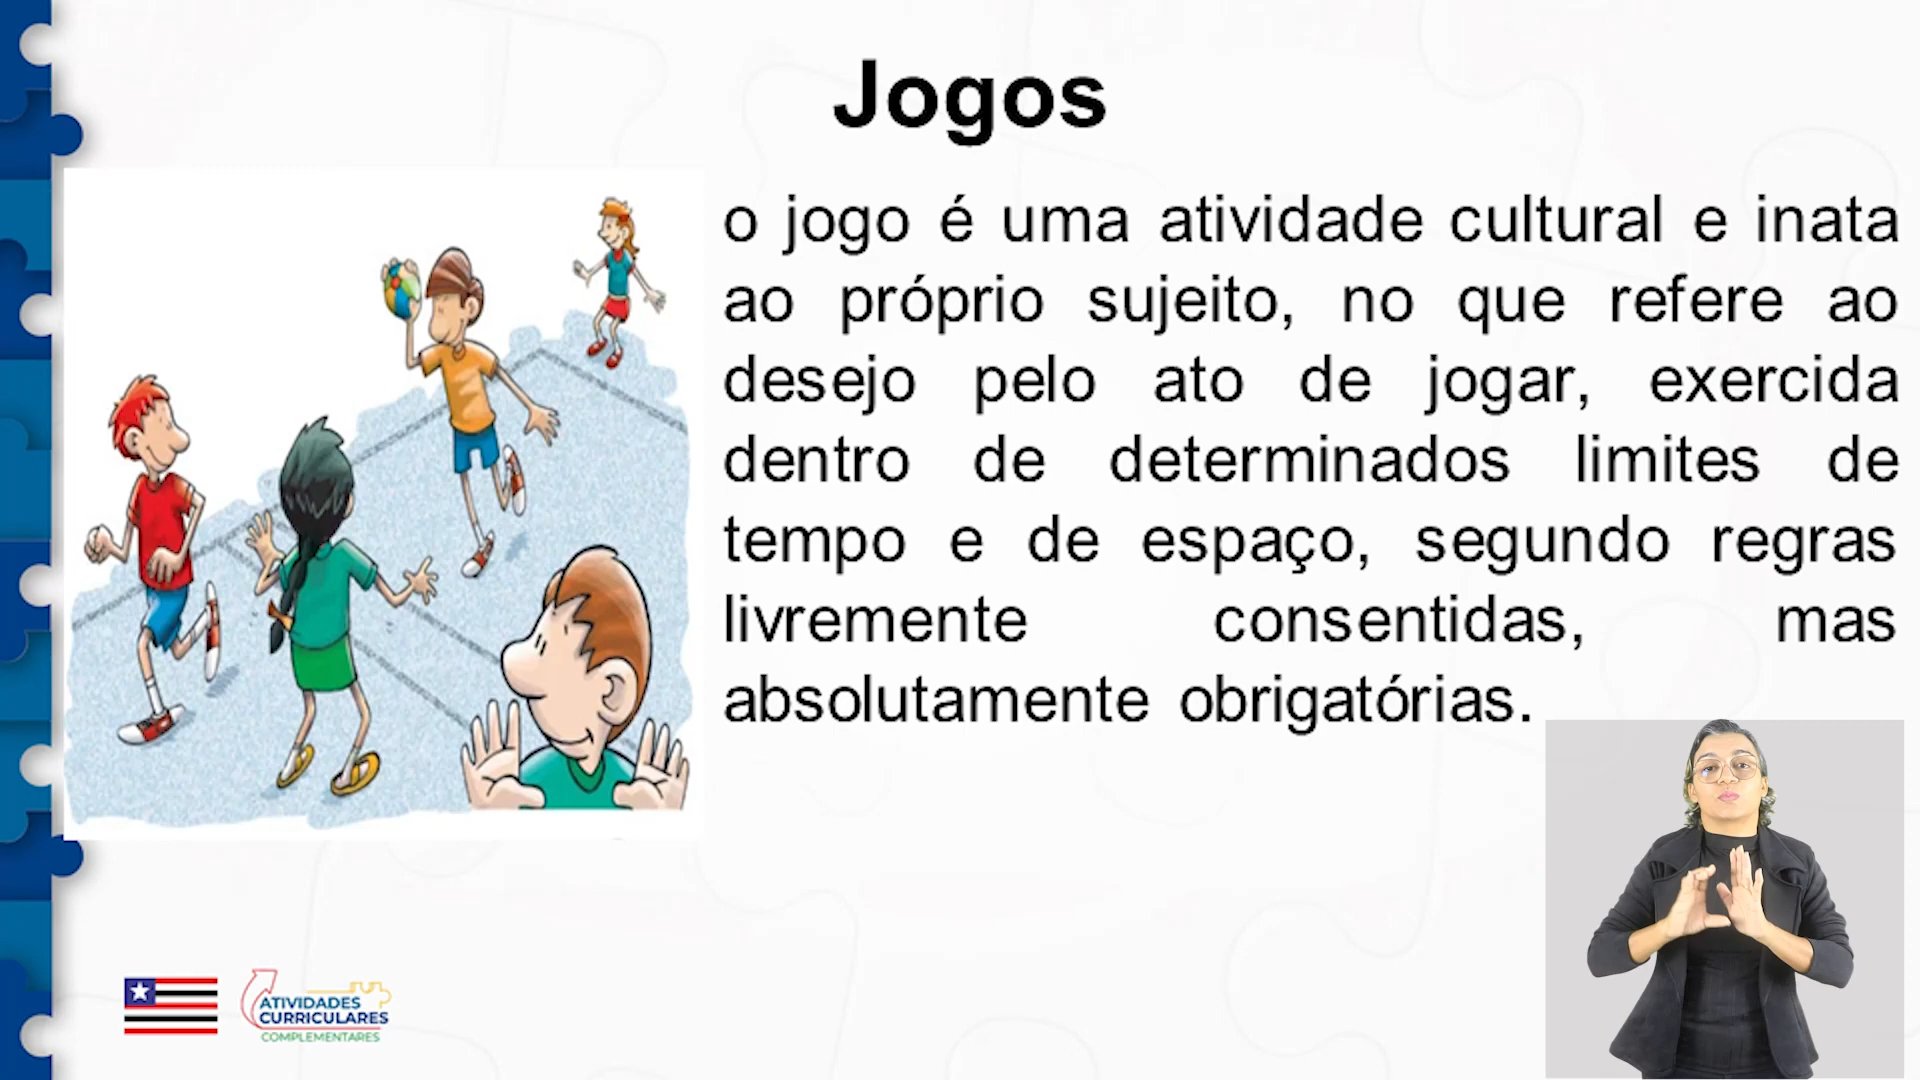 Jogos
o jogo é uma atividade cultural e inata
ao próprio sujeito, no que refere ao
desejo pelo ato de jogar, exercida
dentro de determinados limites de
tempo e de espaço, segundo regras
livremente consentidas, mas
absolutamente obrigatórias.
ATIVIDADES
CURRICULARES
COMPLEMENTARES